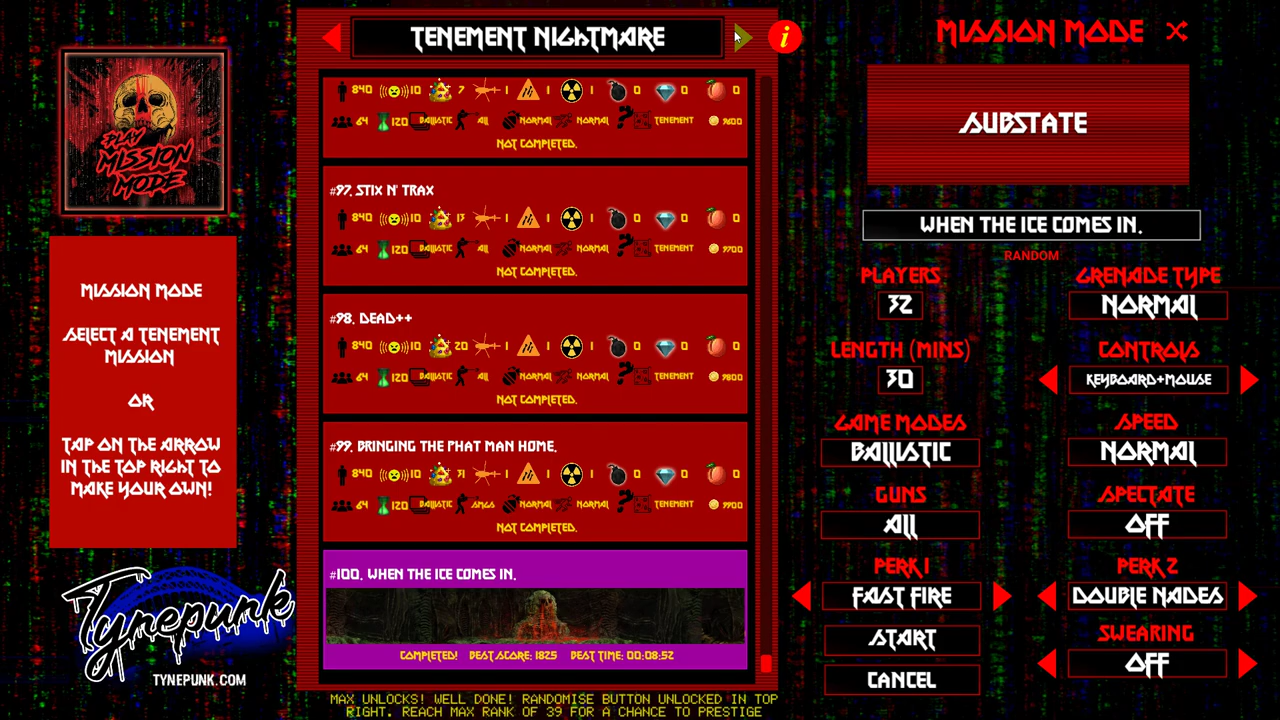 TENEMENT NIGHTMARE
i
MISSION MODE
PLAY
MISSION
MODE
MISSION MODE
SELECT A TENEMENT
MISSION
OR
TAP ON THE ARROW
IN THE TOP RIGHT TO
MAKE YOUR OWN!
Tynepunk
TYNEPUNK.COM
840 10 7 1 1 1 0 0 0
64 120 BALLISTIC ALL NORMAL NORMAL TENEMENT 9600
NOT COMPLETED.
#97. STIX N' TRAX
840 10 13 1 1 1 0 0 0
64 120 BALLISTIC ALL NORMAL NORMAL TENEMENT 9700
NOT COMPLETED.
#98. DEAD++
840 10 20 1 1 1 0 0 0
64 120 BALLISTIC ALL NORMAL NORMAL TENEMENT 9800
NOT COMPLETED.
#99. BRINGING THE PHAT MAN HOME.
840 10 31 1 1 1 0 0 0
64 120 BALLISTIC SMGS NORMAL NORMAL TENEMENT 9900
NOT COMPLETED.
#100. WHEN THE ICE COMES IN.
COMPLETED! BEST SCORE: 1825 BEST TIME: 00:08:52
MAX UNLOCKS! WELL DONE! RANDOMISE BUTTON UNLOCKED IN TOP
RIGHT. REACH MAX RANK OF 39 FOR A CHANCE TO PRESTIGE
SUBSTATE
WHEN THE ICE COMES IN.
RANDOM
PLAYERS
32
GRENADE TYPE
NORMAL
LENGTH (MINS)
30
CONTROLS
KEYBOARD+MOUSE
GAME MODES
BALLISTIC
SPEED
NORMAL
GUNS
ALL
SPECTATE
OFF
PERK 1
FAST FIRE
PERK 2
DOUBLE NADES
START
SWEARING
OFF
CANCEL